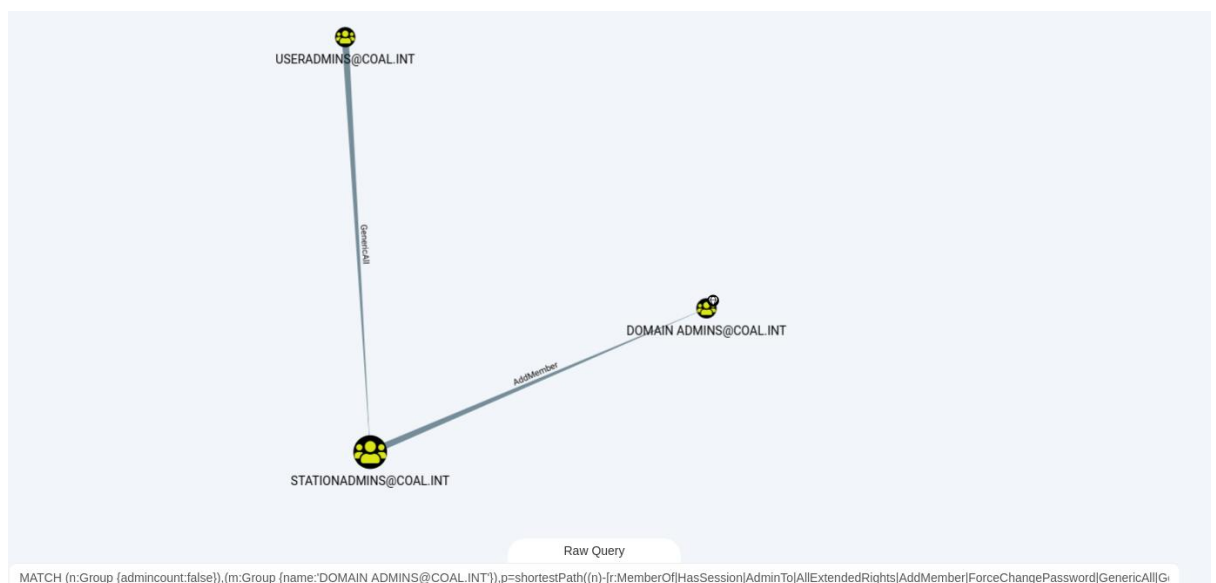 USERADMINS@COAL.INT
GenericAll
DOMAIN ADMINS@COAL.INT
AddMember
STATIONADMINS@COAL.INT
Raw Query
MATCH (n:Group {admincount:false}),(m:Group {name:'DOMAIN ADMINS@COAL.INT'}),p=shortestPath((n)-[r:MemberOf|HasSession|AdminTo|AllExtendedRights|AddMember|ForceChangePassword|GenericAll|Ge